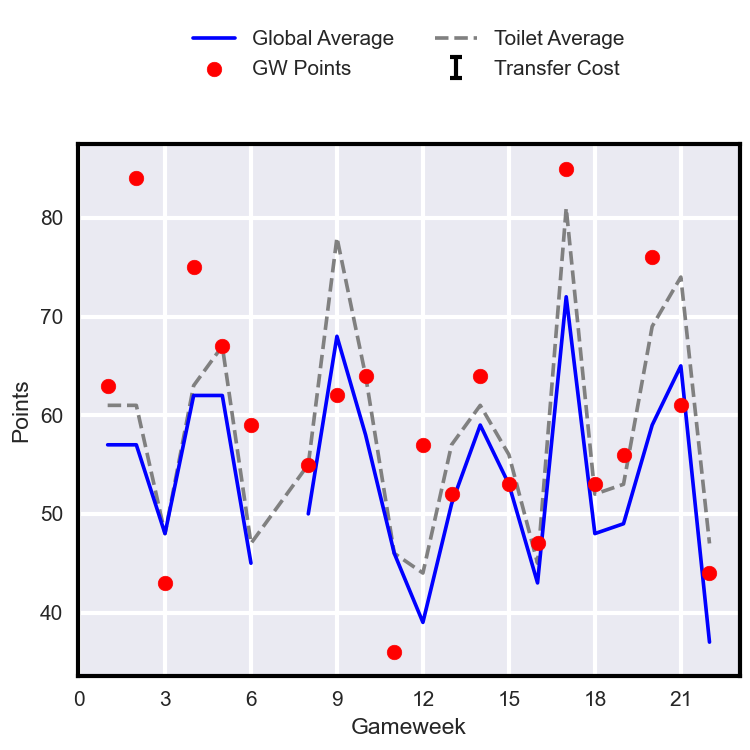 Global Average
Toilet Average
GW Points
Transfer Cost
Points
80
70
60
50
40
0 3 6 9 12 15 18 21
Gameweek